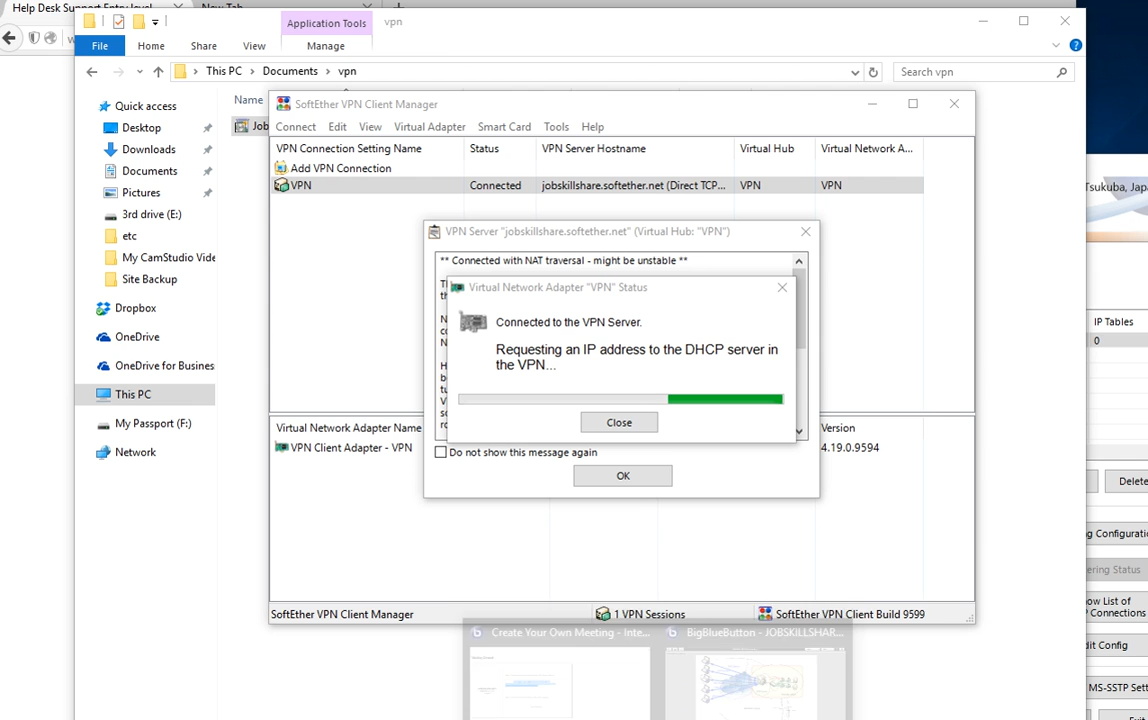 Help Desk Support Entry level
New Tab
Application Tools
vpn
File
Home
Share
View
Manage
This PC
Documents
vpn
Search vpn
Quick access
Desktop
Downloads
Documents
Pictures
3rd drive (E:)
etc
My CamStudio Vide
Site Backup
Dropbox
OneDrive
OneDrive for Busines
This PC
My Passport (F:)
Network
Name
Job
SoftEther VPN Client Manager
Connect Edit View Virtual Adapter Smart Card Tools Help
VPN Connection Setting Name Status VPN Server Hostname Virtual Hub Virtual Network A...
Add VPN Connection
VPN Connected jobskillshare.softether.net (Direct TCP... VPN VPN
VPN Server "jobskillshare.softether.net" (Virtual Hub: "VPN")
** Connected with NAT traversal - might be unstable **
Virtual Network Adapter "VPN" Status
Connected to the VPN Server.
Requesting an IP address to the DHCP server in
the VPN...
Close
Do not show this message again
OK
Virtual Network Adapter Name
Version
VPN Client Adapter - VPN
4.19.0.9594
SoftEther VPN Client Manager
1 VPN Sessions
SoftEther VPN Client Build 9599
Create Your Own Meeting - Inte...
BigBlueButton - JOBSKILLSHAR...
Tsukuba, Jap
IP Tables
0
Delete
g Configuratio
ering Status
ow List of
P Connections
dit Config
MS-SSTP Sett